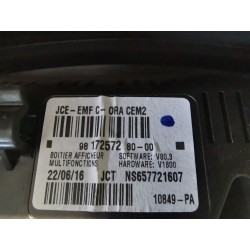 JCE-EMF C-ORA CEM2
98 172572 80-00
BOITIER AFFICHEUR SOFTWARE: V80.3
MULTIFONCTIONS HARDWARE: V1800
22/06/16 JCT NS657721607
10849-PA